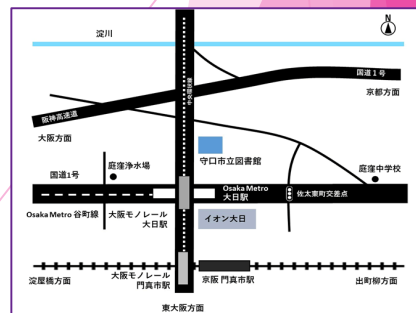 淀川
N
国道1号
京都方面
中央環状線
阪神高速道
大阪方面
守口市立図書館
庭窪中学校
国道1号
庭窪浄水場
Osaka Metro
大日駅
佐太東町交差点
Osaka Metro 谷町線
大阪モノレール
大日駅
イオン大日
大阪モノレール
門真市駅
淀屋橋方面
京阪 門真市駅
出町柳方面
東大阪方面